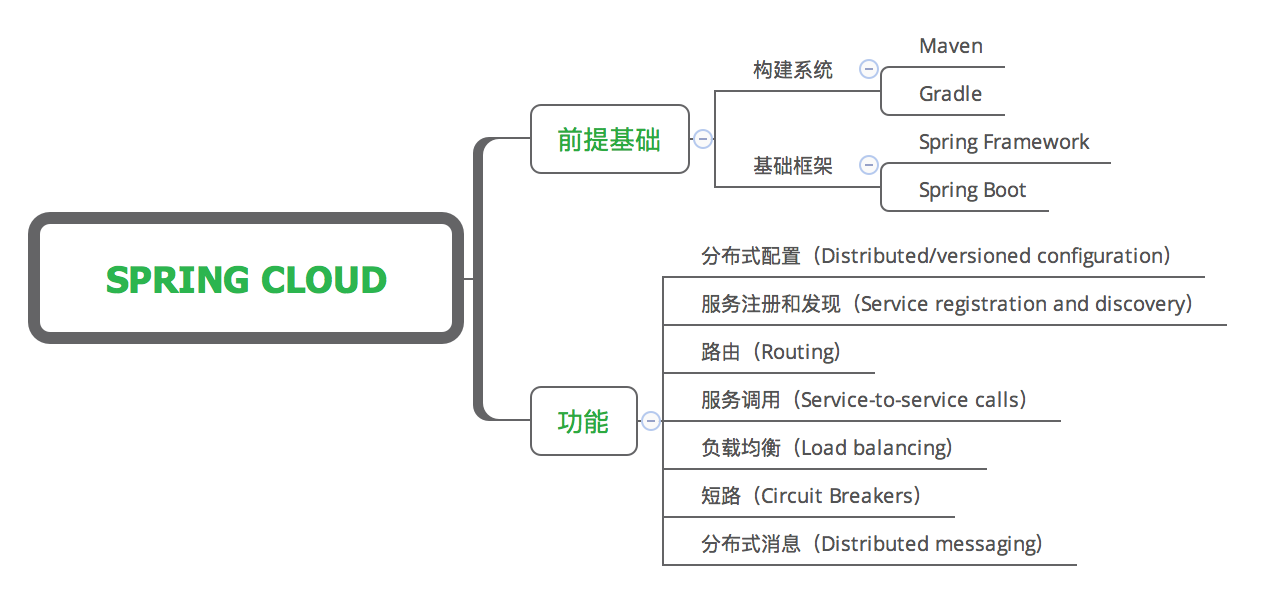 SPRING CLOUD
前提基础
构建系统
Maven
Gradle
基础框架
Spring Framework
Spring Boot
功能
分布式配置（Distributed/versioned configuration）
服务注册和发现（Service registration and discovery）
路由（Routing）
服务调用（Service-to-service calls）
负载均衡（Load balancing）
短路（Circuit Breakers）
分布式消息（Distributed messaging）